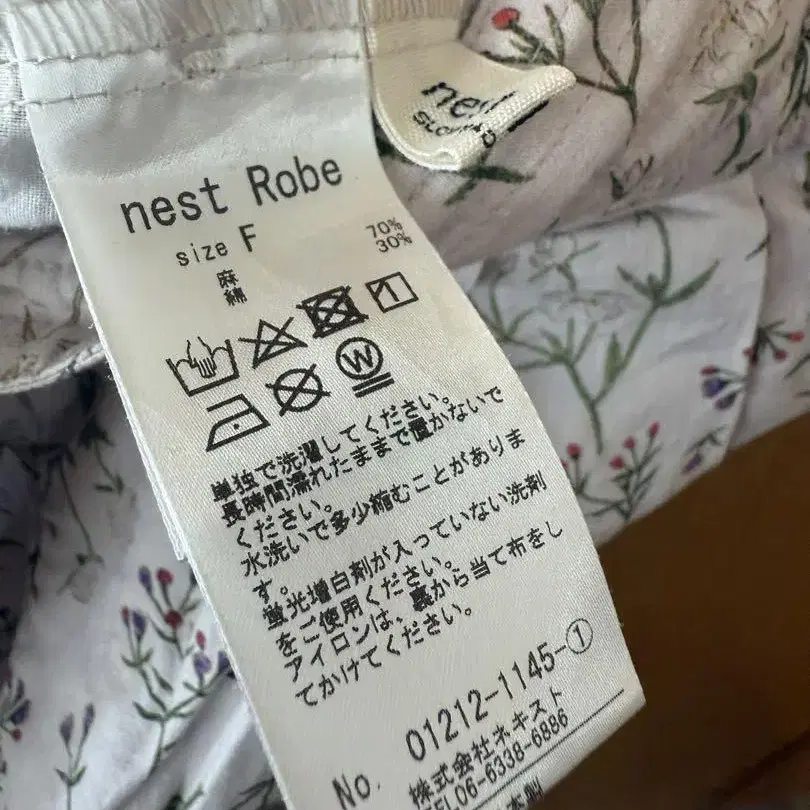 nest
nest Robe
size F
麻 70%
綿 30%
単独で洗濯してください。
長時間濡れたままで置かないで
ください。
水洗いで多少縮むことがありま
す。
蛍光増白剤が入っていない洗剤
をご使用ください。
アイロンは、裏から当て布をし
てかけてください。
No. 01212-1145-①
株式会社ネキスト
TEL06-6338-6886